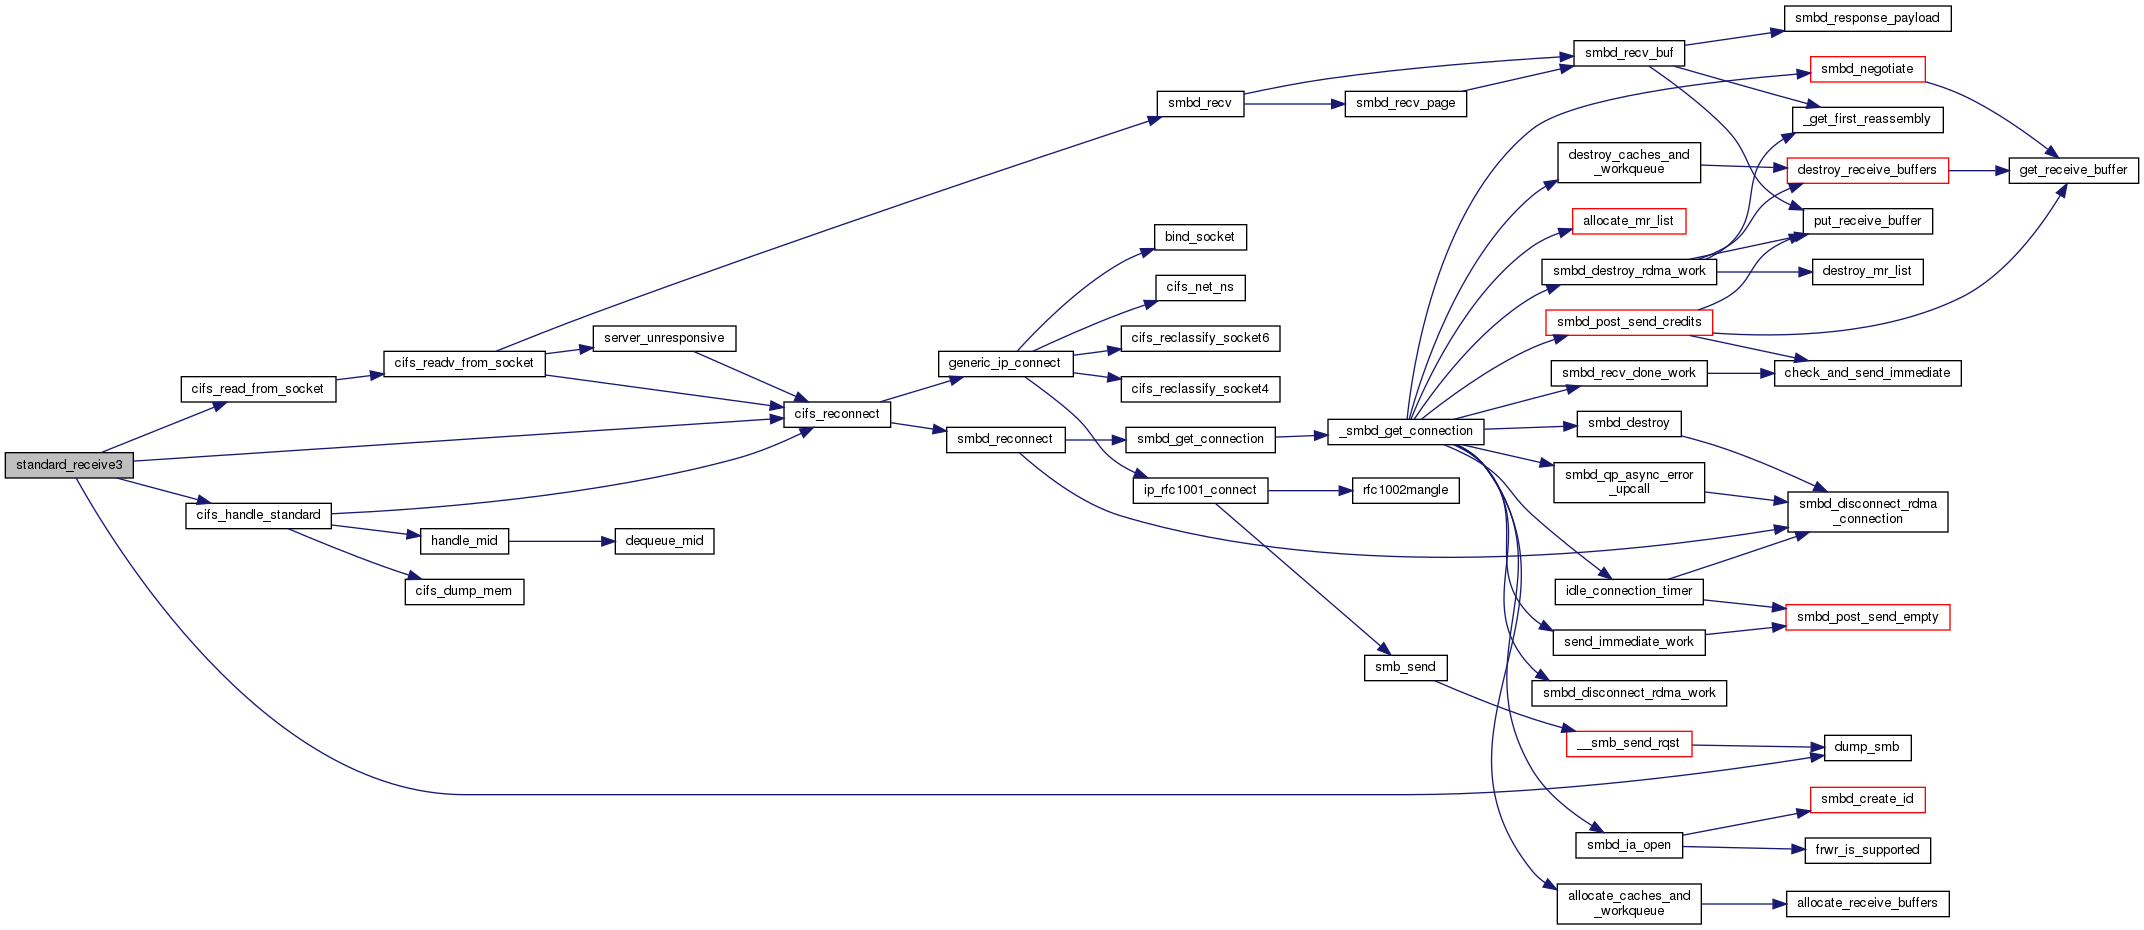 standard_receive3
cifs_read_from_socket
cifs_handle_standard
cifs_readv_from_socket
handle_mid
cifs_dump_mem
server_unresponsive
dequeue_mid
cifs_reconnect
generic_ip_connect
smbd_reconnect
smbd_recv
bind_socket
cifs_net_ns
cifs_reclassify_socket6
cifs_reclassify_socket4
smbd_get_connection
ip_rfc1001_connect
smbd_recv_page
_smbd_get_connection
rfc1002mangle
smb_send
smbd_recv_buf
destroy_caches_and
_workqueue
allocate_mr_list
smbd_destroy_rdma_work
smbd_post_send_credits
smbd_recv_done_work
smbd_destroy
smbd_qp_async_error
_upcall
idle_connection_timer
send_immediate_work
smbd_disconnect_rdma_work
__smb_send_rqst
smbd_ia_open
allocate_caches_and
_workqueue
smbd_response_payload
smbd_negotiate
_get_first_reassembly
destroy_receive_buffers
put_receive_buffer
destroy_mr_list
check_and_send_immediate
smbd_disconnect_rdma
_connection
smbd_post_send_empty
dump_smb
smbd_create_id
frwr_is_supported
allocate_receive_buffers
get_receive_buffer